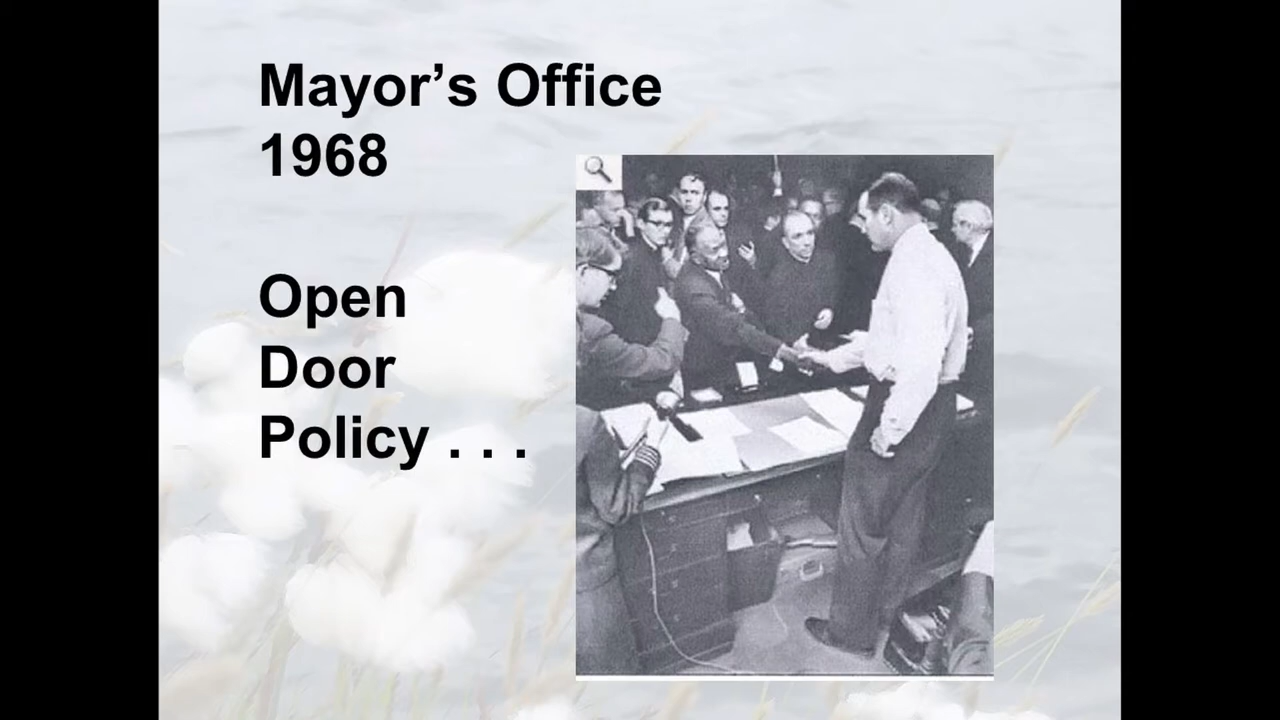 Mayor’s Office
1968
Open
Door
Policy . . .